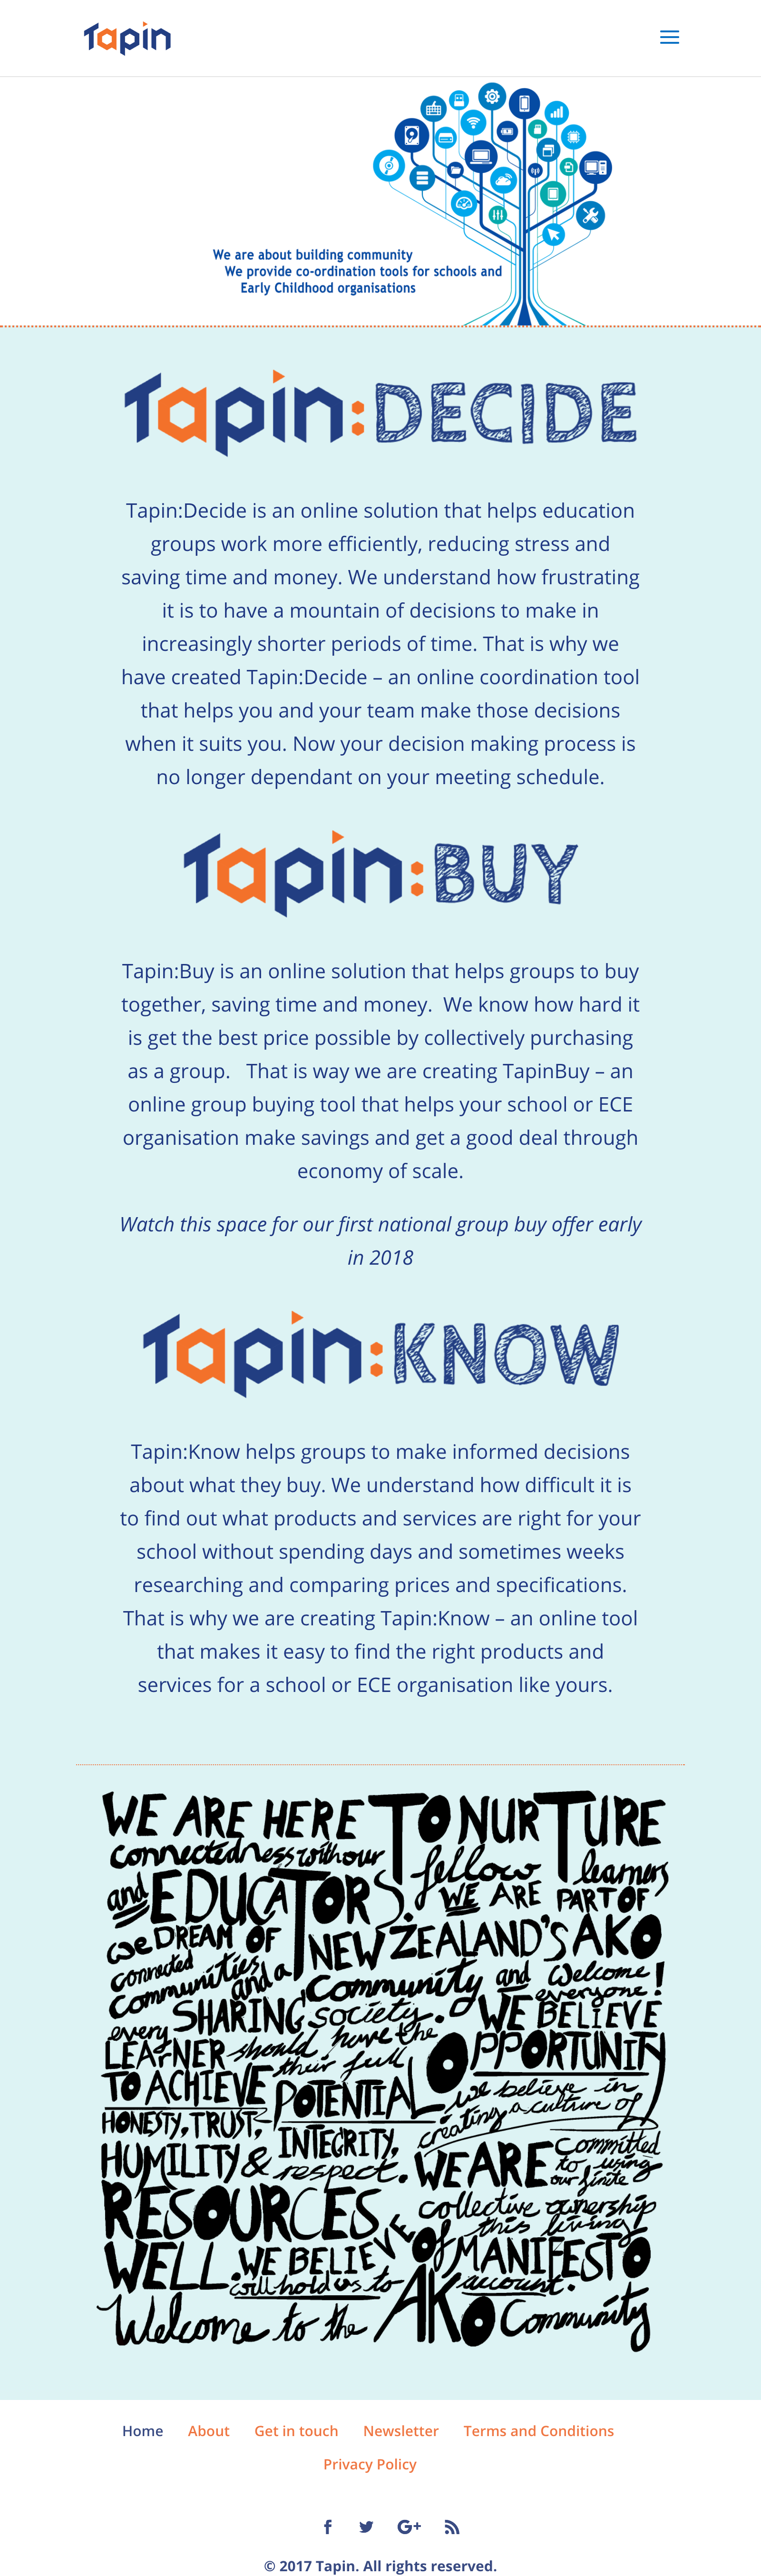 Tapin
We are about building community
We provide co-ordination tools for schools and
Early Childhood organisations
Tapin:DECIDE
Tapin:Decide is an online solution that helps education
groups work more efficiently, reducing stress and
saving time and money. We understand how frustrating
it is to have a mountain of decisions to make in
increasingly shorter periods of time. That is why we
have created Tapin:Decide – an online coordination tool
that helps you and your team make those decisions
when it suits you. Now your decision making process is
no longer dependant on your meeting schedule.
Tapin:BUY
Tapin:Buy is an online solution that helps groups to buy
together, saving time and money.  We know how hard it
is get the best price possible by collectively purchasing
as a group.   That is way we are creating TapinBuy – an
online group buying tool that helps your school or ECE
organisation make savings and get a good deal through
economy of scale.
Watch this space for our first national group buy offer early
in 2018
Tapin:KNOW
Tapin:Know helps groups to make informed decisions
about what they buy. We understand how difficult it is
to find out what products and services are right for your
school without spending days and sometimes weeks
researching and comparing prices and specifications.
That is why we are creating Tapin:Know – an online tool
that makes it easy to find the right products and
services for a school or ECE organisation like yours.
WE ARE HERE TO NURTURE
connectedness with our fellow learners
and EDUCATORS. WE ARE PART OF
NEW ZEALAND'S AKO
Community and welcome everyone!
we DREAM OF
connected
communities and a
SHARING society. WE BELIEVE
every LEARNER should have the OPPORTUNITY
TO ACHIEVE their full POTENTIAL
we believe in
creating a culture of
HONESTY, TRUST, INTEGRITY,
HUMILITY & respect. WE ARE committed
to using
our finite
RESOURCES collective ownership
WELL. WE BELIEVE of this living MANIFESTO
will hold us to account.
Welcome to the AKO Community
Home About Get in touch Newsletter Terms and Conditions
Privacy Policy
© 2017 Tapin. All rights reserved.